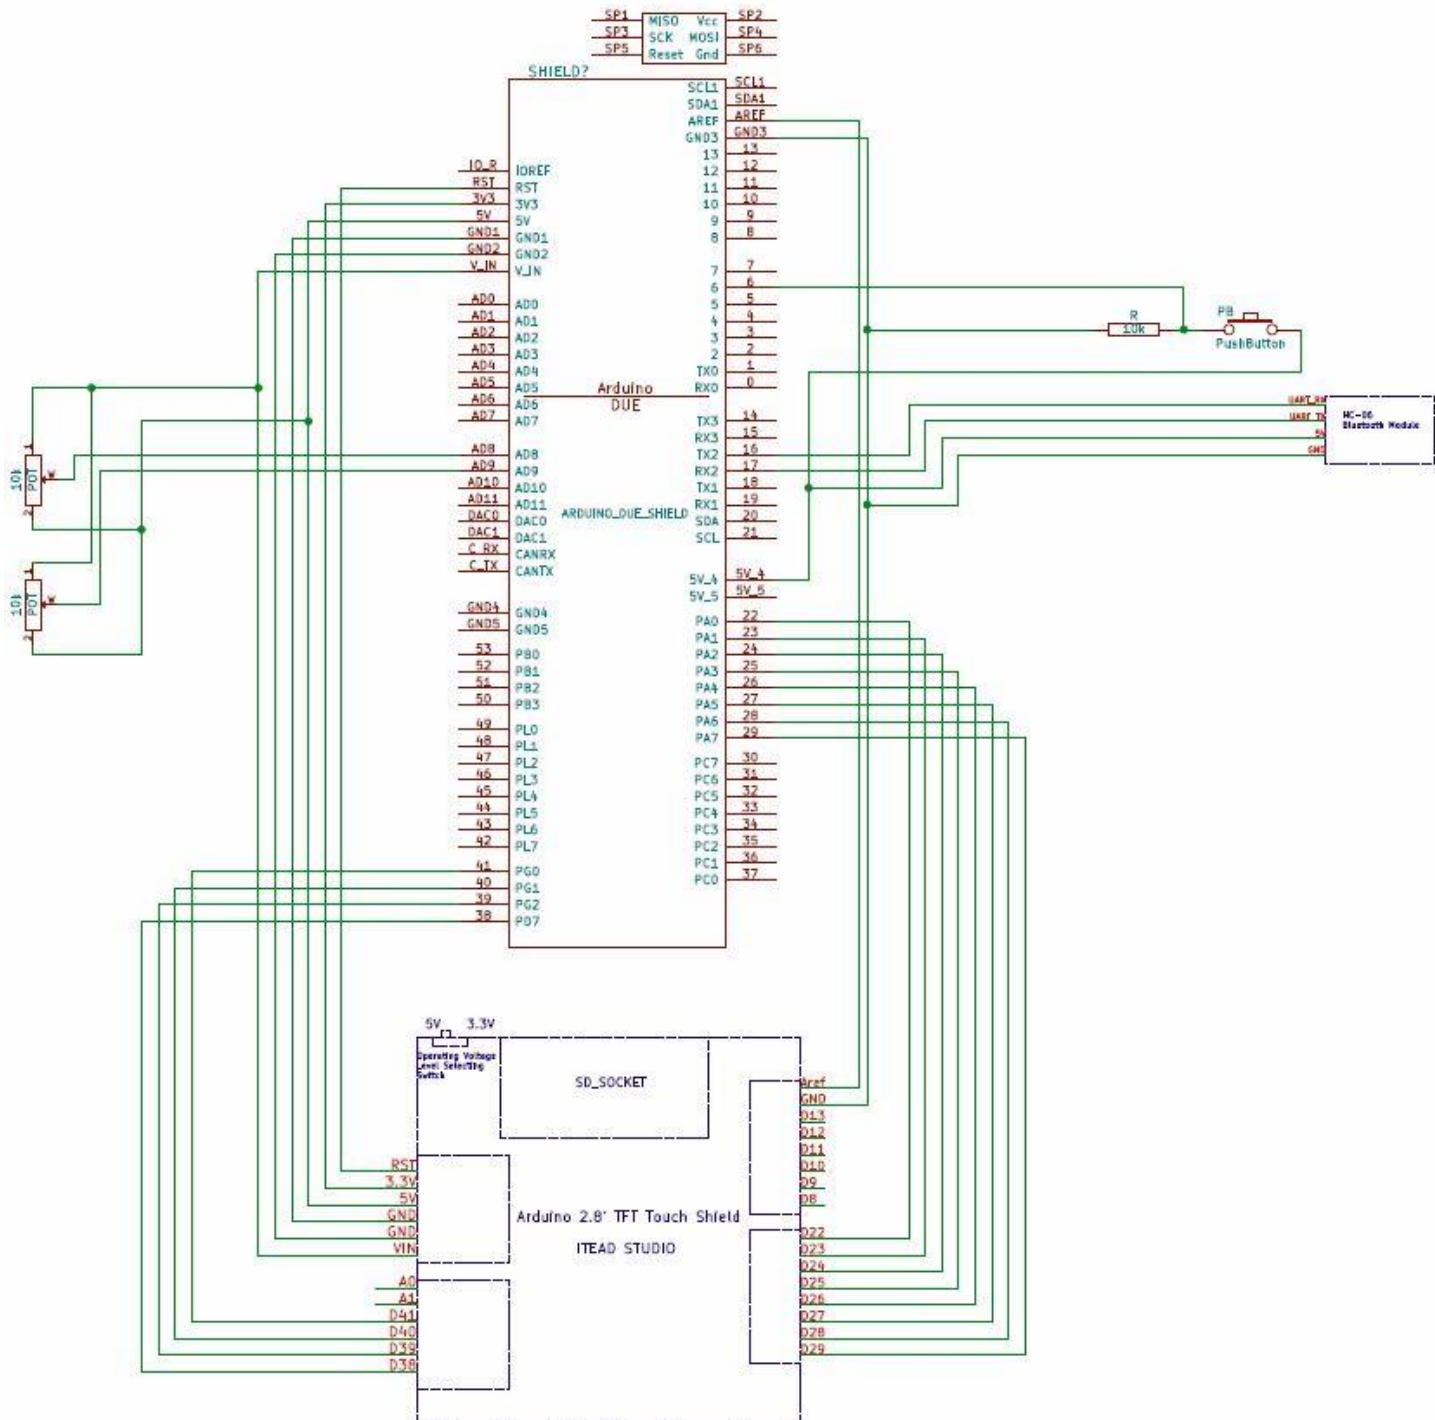 SP1 MISO Vcc SP2
SP3 SCK MOSI SP4
SP5 Reset Gnd SP6
SHIELD?
SCL1 SCL1
SDA1 SDA1
AREF AREF
GND3 GND3
13 13
IO_R IOREF 12 12
RST RST 11 11
3V3 3V3 10 10
5V 5V 9 9
GND1 GND1 8 8
GND2 GND2
V_IN V_IN 7 7
6 6
AD0 AD0 5 5
AD1 AD1 4 4
AD2 AD2 3 3
AD3 AD3 2 2
AD4 AD4 TX0 1
AD5 AD5 RX0 0
AD6 AD6
AD7 AD7 TX3 14
RX3 15
AD8 AD8 TX2 16
AD9 AD9 RX2 17
AD10 AD10 TX1 18
AD11 AD11 RX1 19
DAC0 DAC0 SDA 20
DAC1 DAC1 SCL 21
C_RX CANRX
C_TX CANTX 5V_4 5V_4
5V_5 5V_5
GND4 GND4 PA0 22
GND5 GND5 PA1 23
53 PB0 PA2 24
52 PB1 PA3 25
51 PB2 PA4 26
50 PB3 PA5 27
PA6 28
49 PL0 PA7 29
48 PL1
47 PL2 PC7 30
46 PL3 PC6 31
45 PL4 PC5 32
44 PL5 PC4 33
43 PL6 PC3 34
42 PL7 PC2 35
41 PG0 PC1 36
40 PG1 PC0 37
39 PG2
38 PD7
Arduino
DUE
ARDUINO_DUE_SHIELD
R
10k
PB
PushButton
UART_RX
UART_TX
5V
GND
HC-06
Bluetooth Module
1
10k
POT
W
2
1
10k
POT
W
2
5V 3.3V
Operating Voltage
Level Selecting
Switch
SD_SOCKET
Aref
GND
D13
D12
D11
D10
D9
D8
RST
3.3V
5V
GND
GND
VIN
Arduino 2.8' TFT Touch Shield
ITEAD STUDIO
D22
D23
D24
D25
D26
D27
D28
D29
A0
A1
D41
D40
D39
D38